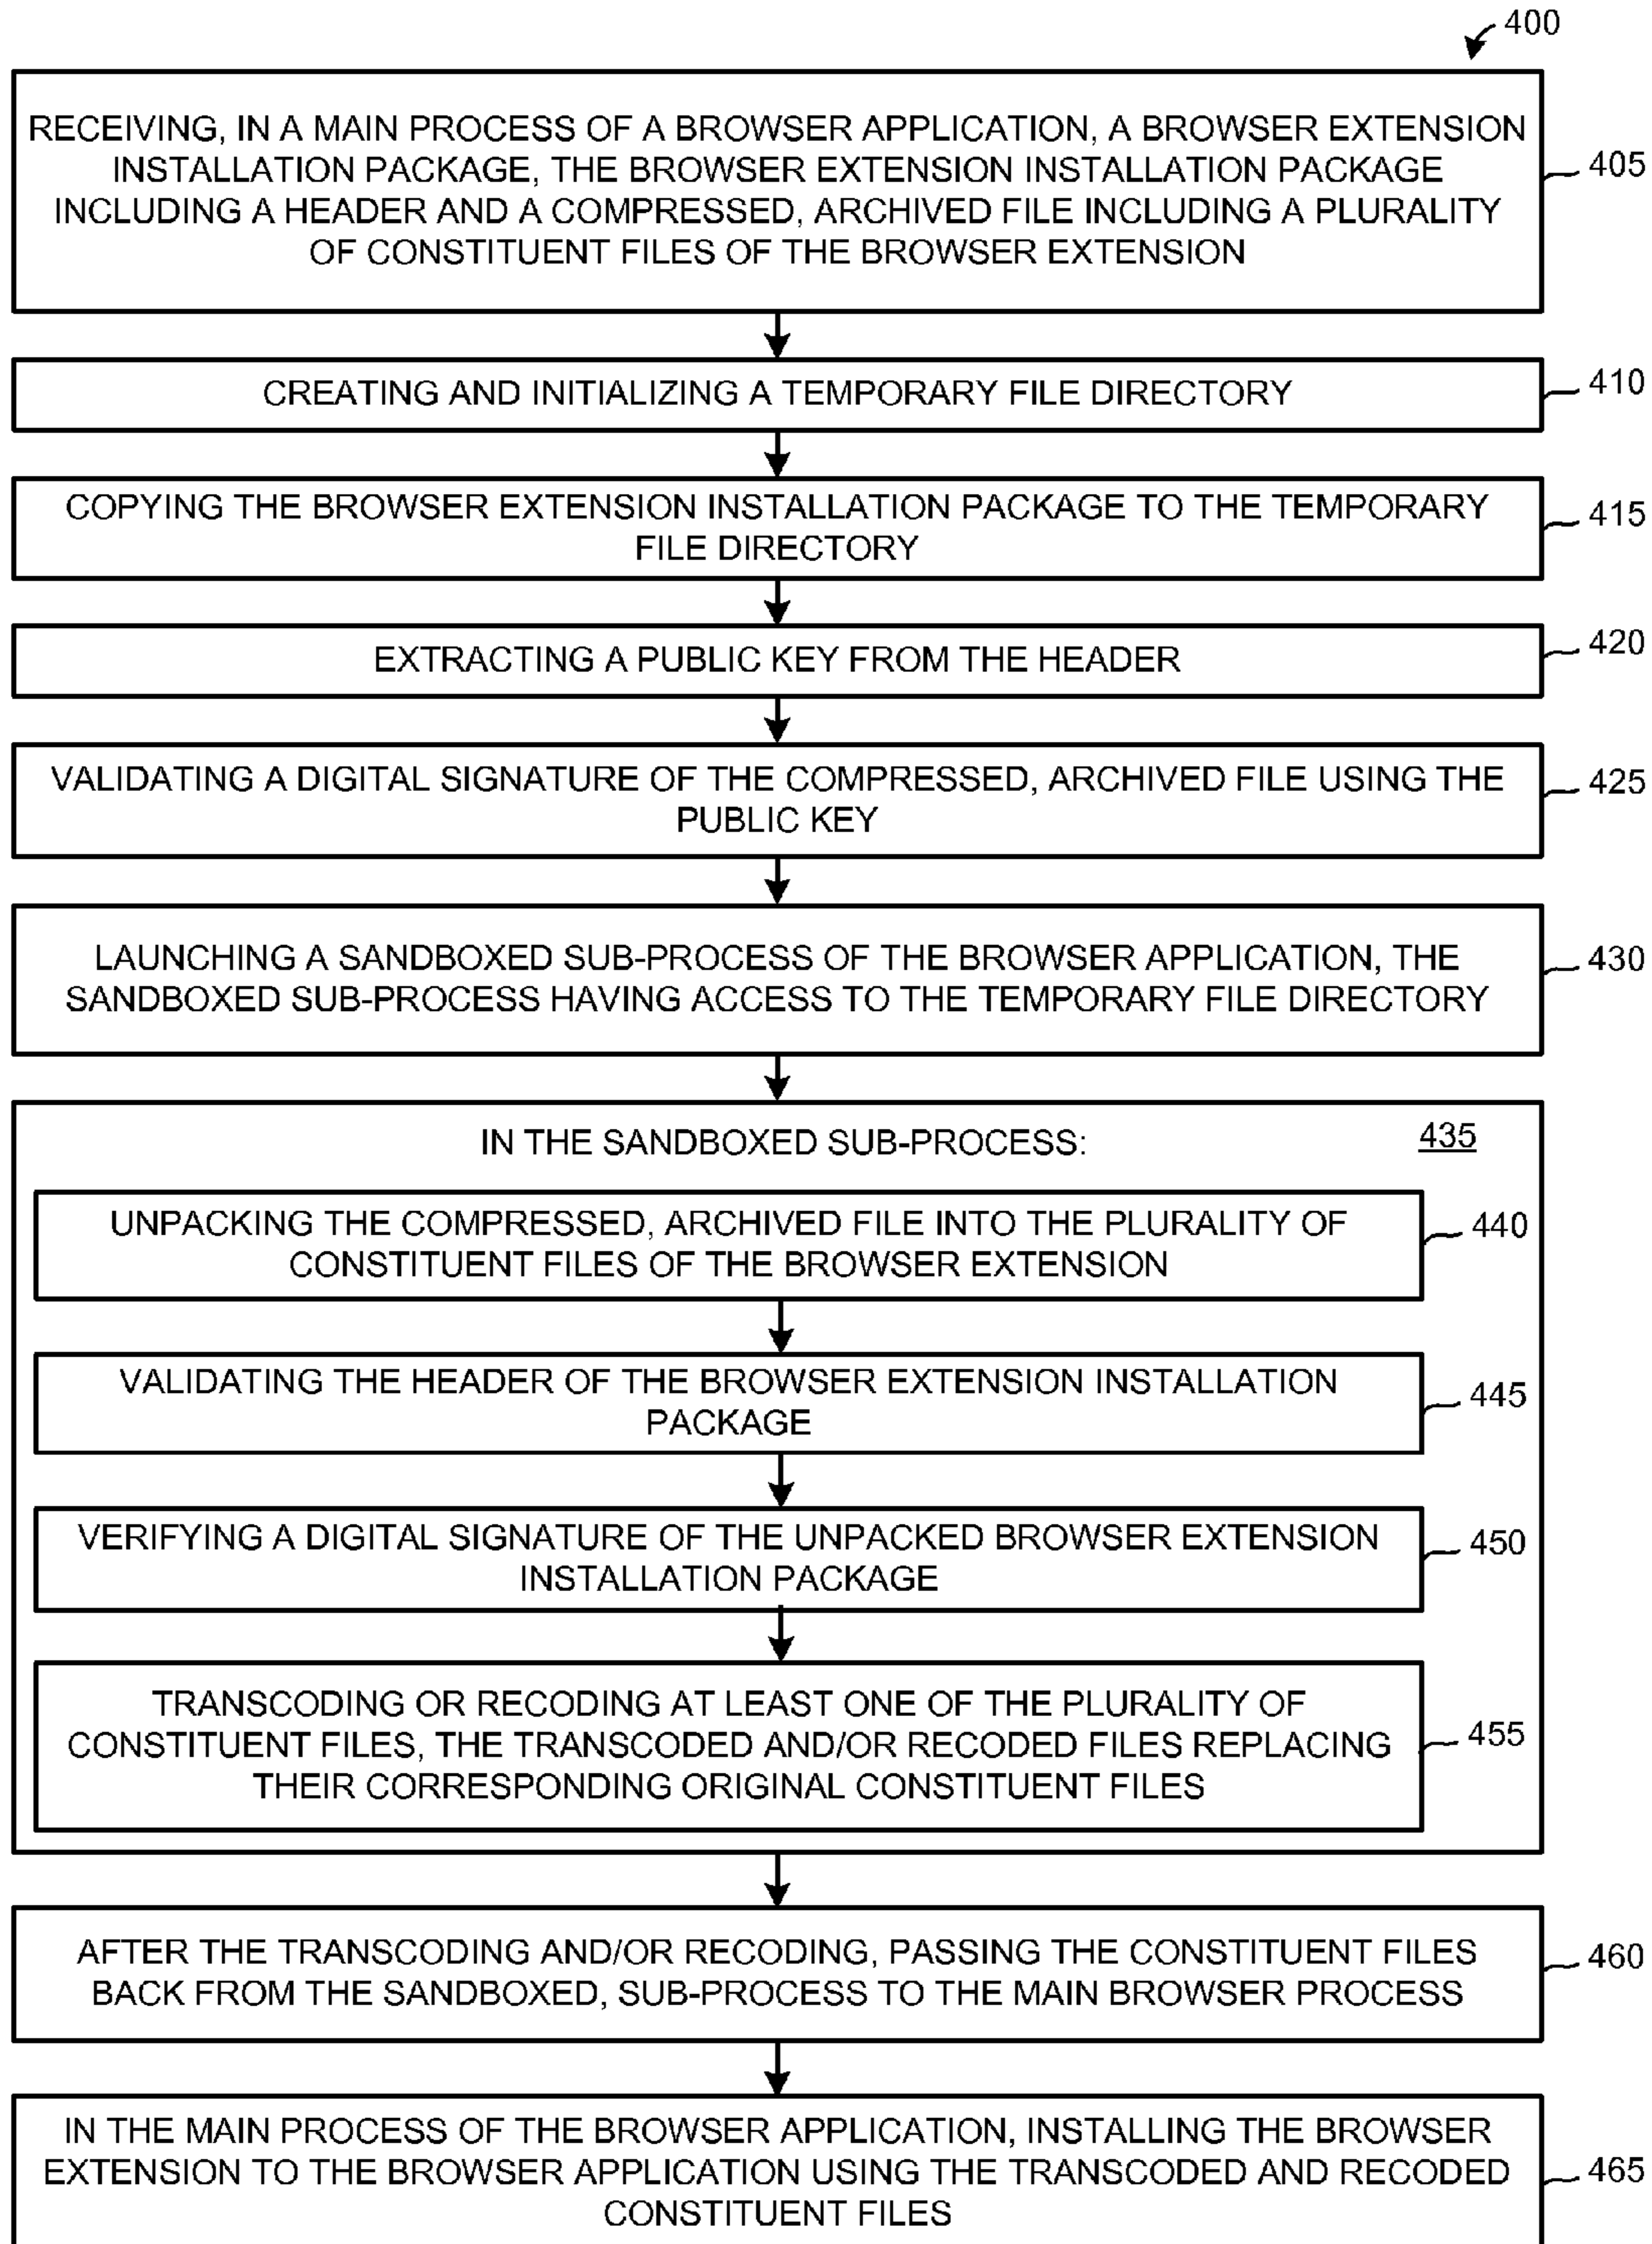 400
RECEIVING, IN A MAIN PROCESS OF A BROWSER APPLICATION, A BROWSER EXTENSION
INSTALLATION PACKAGE, THE BROWSER EXTENSION INSTALLATION PACKAGE
INCLUDING A HEADER AND A COMPRESSED, ARCHIVED FILE INCLUDING A PLURALITY
OF CONSTITUENT FILES OF THE BROWSER EXTENSION
405
CREATING AND INITIALIZING A TEMPORARY FILE DIRECTORY
410
COPYING THE BROWSER EXTENSION INSTALLATION PACKAGE TO THE TEMPORARY
FILE DIRECTORY
415
EXTRACTING A PUBLIC KEY FROM THE HEADER
420
VALIDATING A DIGITAL SIGNATURE OF THE COMPRESSED, ARCHIVED FILE USING THE
PUBLIC KEY
425
LAUNCHING A SANDBOXED SUB-PROCESS OF THE BROWSER APPLICATION, THE
SANDBOXED SUB-PROCESS HAVING ACCESS TO THE TEMPORARY FILE DIRECTORY
430
IN THE SANDBOXED SUB-PROCESS:
435
UNPACKING THE COMPRESSED, ARCHIVED FILE INTO THE PLURALITY OF
CONSTITUENT FILES OF THE BROWSER EXTENSION
440
VALIDATING THE HEADER OF THE BROWSER EXTENSION INSTALLATION
PACKAGE
445
VERIFYING A DIGITAL SIGNATURE OF THE UNPACKED BROWSER EXTENSION
INSTALLATION PACKAGE
450
TRANSCODING OR RECODING AT LEAST ONE OF THE PLURALITY OF
CONSTITUENT FILES, THE TRANSCODED AND/OR RECODED FILES REPLACING
THEIR CORRESPONDING ORIGINAL CONSTITUENT FILES
455
AFTER THE TRANSCODING AND/OR RECODING, PASSING THE CONSTITUENT FILES
BACK FROM THE SANDBOXED, SUB-PROCESS TO THE MAIN BROWSER PROCESS
460
IN THE MAIN PROCESS OF THE BROWSER APPLICATION, INSTALLING THE BROWSER
EXTENSION TO THE BROWSER APPLICATION USING THE TRANSCODED AND RECODED
CONSTITUENT FILES
465